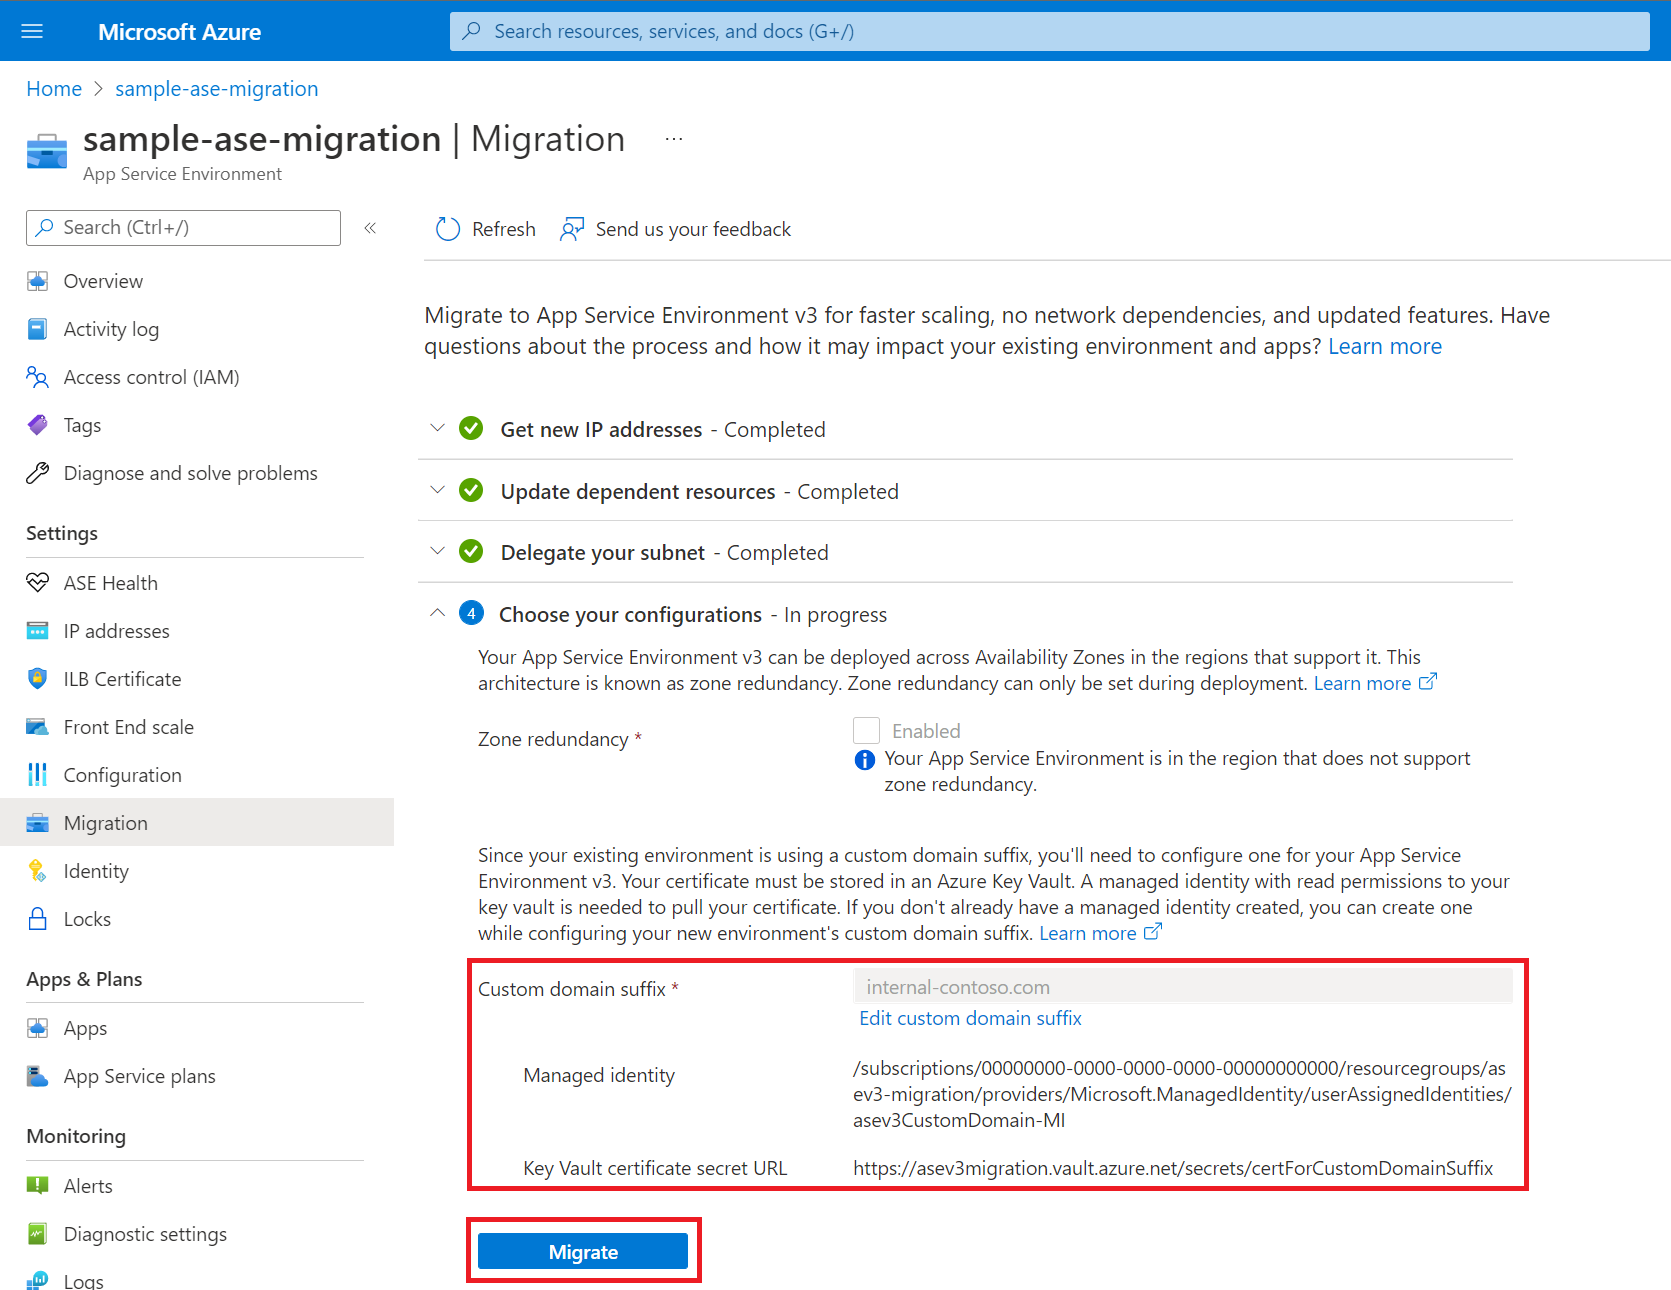 Microsoft Azure
Search resources, services, and docs (G+/)
Home > sample-ase-migration
sample-ase-migration | Migration ...
App Service Environment
Search (Ctrl+/)
«
Refresh
Send us your feedback
Overview
Activity log
Access control (IAM)
Tags
Diagnose and solve problems
Settings
ASE Health
IP addresses
ILB Certificate
Front End scale
Configuration
Migration
Identity
Locks
Apps & Plans
Apps
App Service plans
Monitoring
Alerts
Diagnostic settings
Logs
Migrate to App Service Environment v3 for faster scaling, no network dependencies, and updated features. Have
questions about the process and how it may impact your existing environment and apps? Learn more
Get new IP addresses - Completed
Update dependent resources - Completed
Delegate your subnet - Completed
4 Choose your configurations - In progress
Your App Service Environment v3 can be deployed across Availability Zones in the regions that support it. This
architecture is known as zone redundancy. Zone redundancy can only be set during deployment. Learn more
Zone redundancy *
Enabled
Your App Service Environment is in the region that does not support
zone redundancy.
Since your existing environment is using a custom domain suffix, you'll need to configure one for your App Service
Environment v3. Your certificate must be stored in an Azure Key Vault. A managed identity with read permissions to your
key vault is needed to pull your certificate. If you don't already have a managed identity created, you can create one
while configuring your new environment's custom domain suffix. Learn more
Custom domain suffix *
internal-contoso.com
Edit custom domain suffix
Managed identity
/subscriptions/00000000-0000-0000-0000-00000000000/resourcegroups/as
ev3-migration/providers/Microsoft.ManagedIdentity/userAssignedIdentities/
asev3CustomDomain-MI
Key Vault certificate secret URL
https://asev3migration.vault.azure.net/secrets/certForCustomDomainSuffix
Migrate